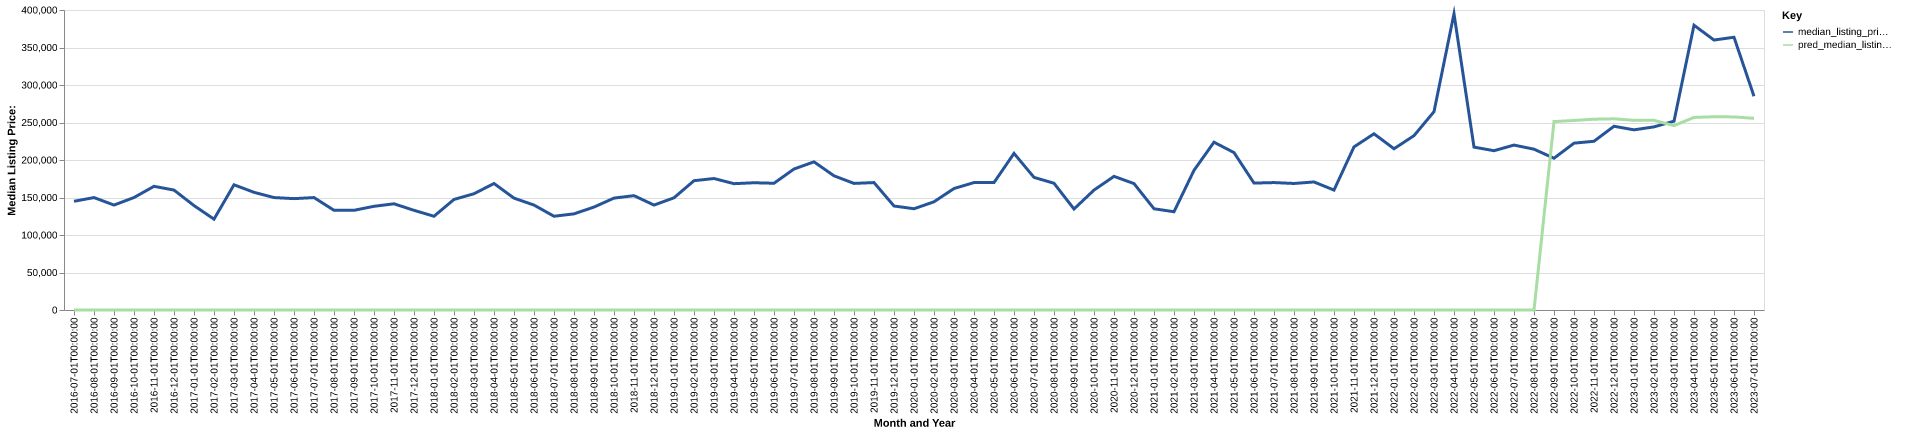 400,000
350,000
300,000
250,000
200,000
150,000
100,000
50,000
0
Median Listing Price:
2016-07-01T00:00:00
2016-08-01T00:00:00
2016-09-01T00:00:00
2016-10-01T00:00:00
2016-11-01T00:00:00
2016-12-01T00:00:00
2017-01-01T00:00:00
2017-02-01T00:00:00
2017-03-01T00:00:00
2017-04-01T00:00:00
2017-05-01T00:00:00
2017-06-01T00:00:00
2017-07-01T00:00:00
2017-08-01T00:00:00
2017-09-01T00:00:00
2017-10-01T00:00:00
2017-11-01T00:00:00
2017-12-01T00:00:00
2018-01-01T00:00:00
2018-02-01T00:00:00
2018-03-01T00:00:00
2018-04-01T00:00:00
2018-05-01T00:00:00
2018-06-01T00:00:00
2018-07-01T00:00:00
2018-08-01T00:00:00
2018-09-01T00:00:00
2018-10-01T00:00:00
2018-11-01T00:00:00
2018-12-01T00:00:00
2019-01-01T00:00:00
2019-02-01T00:00:00
2019-03-01T00:00:00
2019-04-01T00:00:00
2019-05-01T00:00:00
2019-06-01T00:00:00
2019-07-01T00:00:00
2019-08-01T00:00:00
2019-09-01T00:00:00
2019-10-01T00:00:00
2019-11-01T00:00:00
2019-12-01T00:00:00
2020-01-01T00:00:00
2020-02-01T00:00:00
2020-03-01T00:00:00
2020-04-01T00:00:00
2020-05-01T00:00:00
2020-06-01T00:00:00
2020-07-01T00:00:00
2020-08-01T00:00:00
2020-09-01T00:00:00
2020-10-01T00:00:00
2020-11-01T00:00:00
2020-12-01T00:00:00
2021-01-01T00:00:00
2021-02-01T00:00:00
2021-03-01T00:00:00
2021-04-01T00:00:00
2021-05-01T00:00:00
2021-06-01T00:00:00
2021-07-01T00:00:00
2021-08-01T00:00:00
2021-09-01T00:00:00
2021-10-01T00:00:00
2021-11-01T00:00:00
2021-12-01T00:00:00
2022-01-01T00:00:00
2022-02-01T00:00:00
2022-03-01T00:00:00
2022-04-01T00:00:00
2022-05-01T00:00:00
2022-06-01T00:00:00
2022-07-01T00:00:00
2022-08-01T00:00:00
2022-09-01T00:00:00
2022-10-01T00:00:00
2022-11-01T00:00:00
2022-12-01T00:00:00
2023-01-01T00:00:00
2023-02-01T00:00:00
2023-03-01T00:00:00
2023-04-01T00:00:00
2023-05-01T00:00:00
2023-06-01T00:00:00
2023-07-01T00:00:00
Month and Year
Key
median_listing_pri…
pred_median_listin…